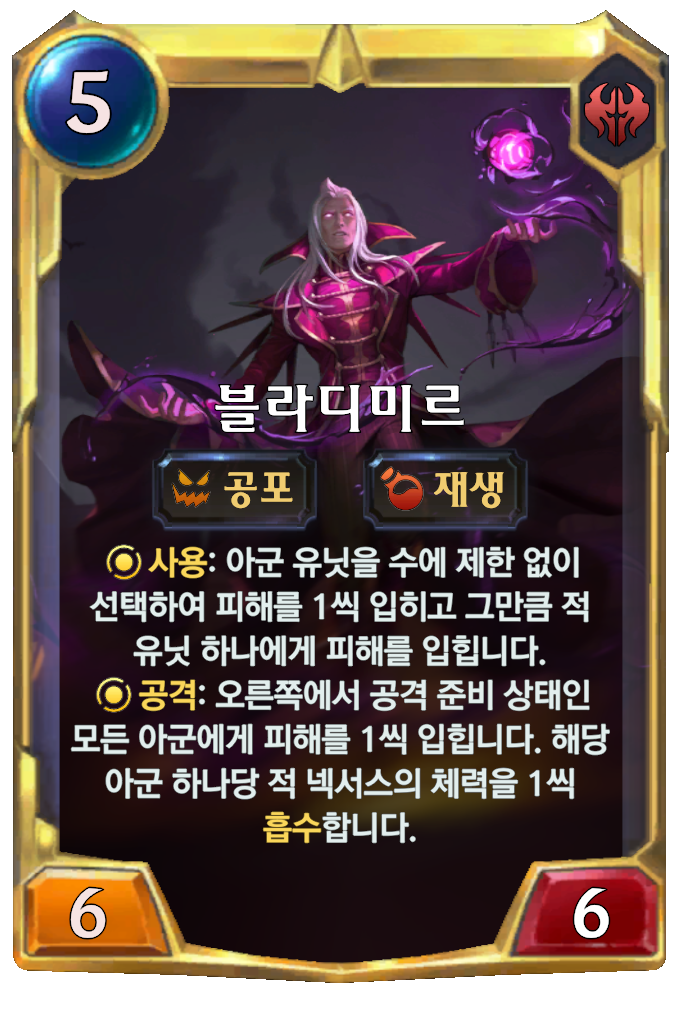 5
블라디미르
공포 재생
사용: 아군 유닛을 수에 제한 없이
선택하여 피해를 1씩 입히고 그만큼 적
유닛 하나에게 피해를 입힙니다.
공격: 오른쪽에서 공격 준비 상태인
모든 아군에게 피해를 1씩 입힙니다. 해당
아군 하나당 적 넥서스의 체력을 1씩
흡수합니다.
6 6